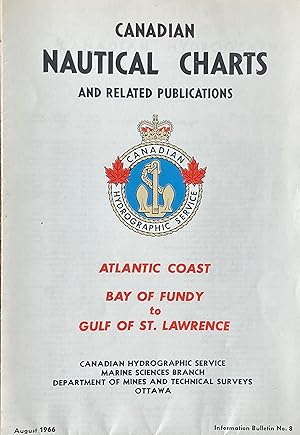 CANADIAN
NAUTICAL CHARTS
AND RELATED PUBLICATIONS
CANADIAN
HYDROGRAPHIC SERVICE
ATLANTIC COAST
BAY OF FUNDY
to
GULF OF ST. LAWRENCE
CANADIAN HYDROGRAPHIC SERVICE
MARINE SCIENCES BRANCH
DEPARTMENT OF MINES AND TECHNICAL SURVEYS
OTTAWA
August 1966
Information Bulletin No. 8